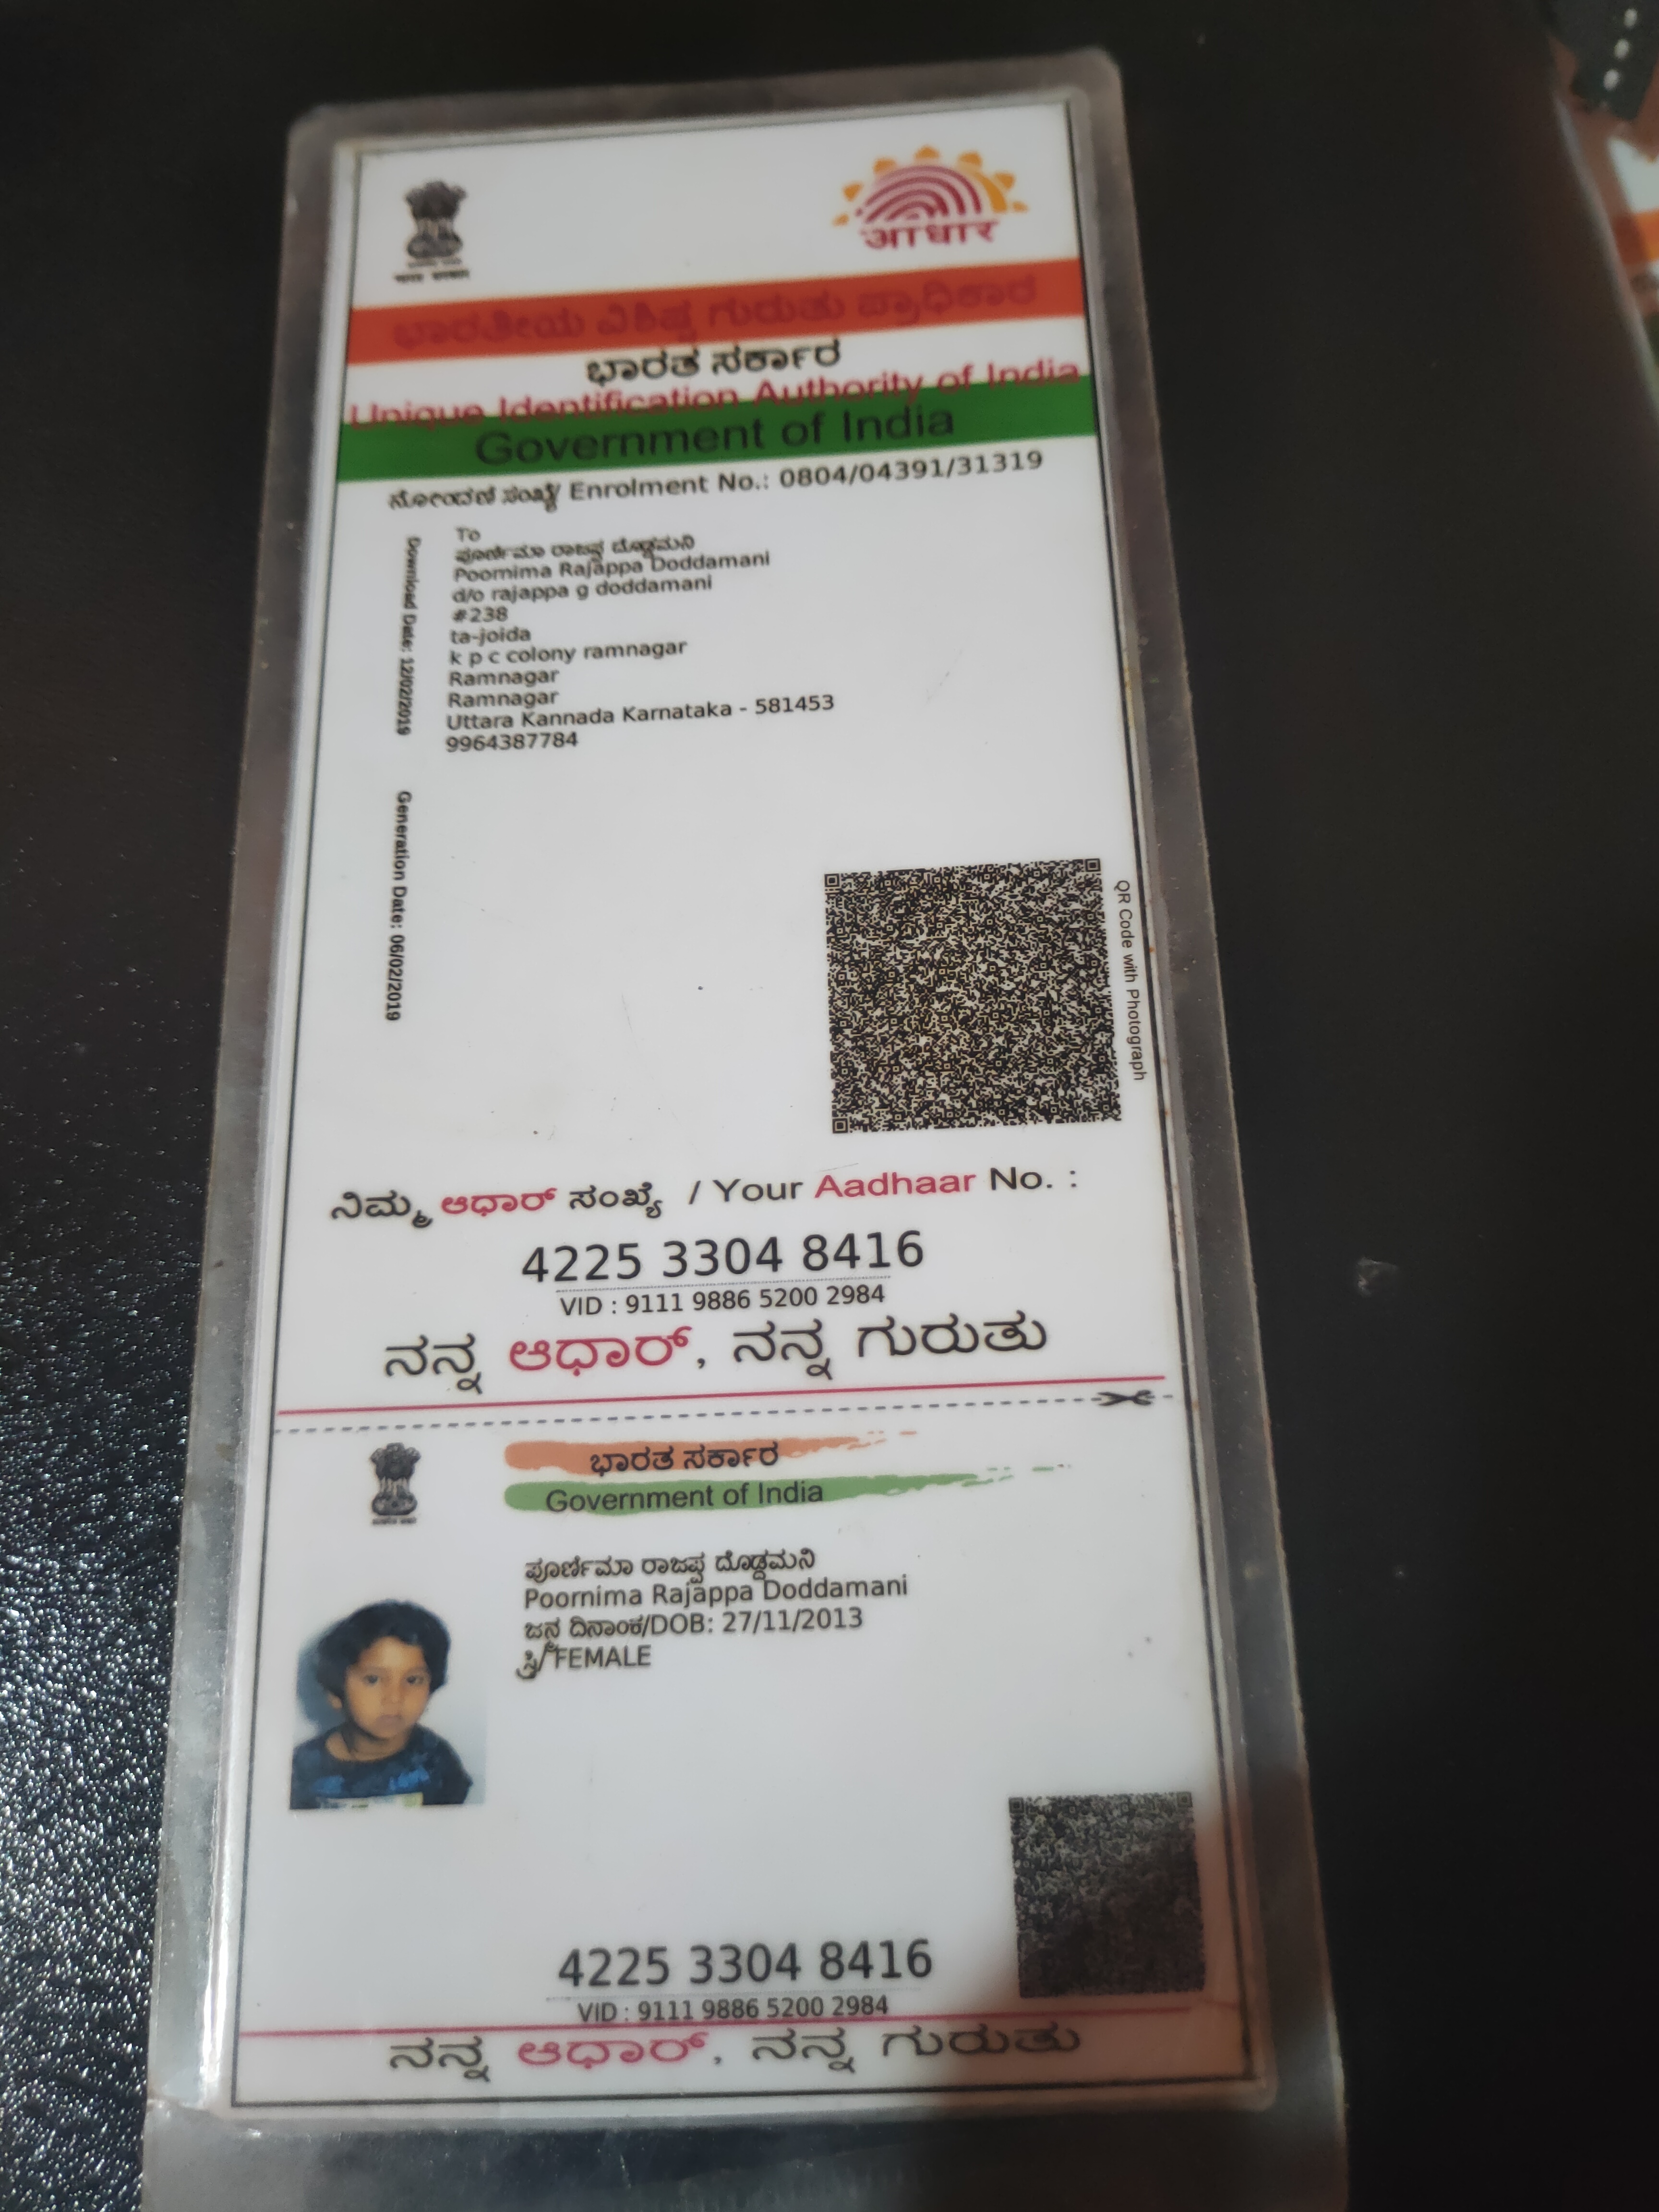 आधार
भारत सरकार
ಭಾರತೀಯ ವಿಶಿಷ್ಟ ಗುರುತು ಪ್ರಾಧಿಕಾರ
ಭಾರತ ಸರ್ಕಾರ
Unique Identification Authority of India
Government of India
ನೋಂದಣಿ ಸಂಖ್ಯೆ/ Enrolment No.: 0804/04391/31319
Download Date: 12/02/2019
Generation Date: 06/02/2019
To
ಪೂರ್ಣಿಮಾ ರಾಜಪ್ಪ ದೊಡ್ಡಮನಿ
Poornima Rajappa Doddamani
d/o rajappa g doddamani
#238
ta-joida
k p c colony ramnagar
Ramnagar
Ramnagar
Uttara Kannada Karnataka - 581453
9964387784
QR Code with Photograph
ನಿಮ್ಮ ಆಧಾರ್ ಸಂಖ್ಯೆ / Your Aadhaar No. :
4225 3304 8416
VID : 9111 9886 5200 2984
ನನ್ನ ಆಧಾರ್, ನನ್ನ ಗುರುತು
ಭಾರತ ಸರ್ಕಾರ
Government of India
ಪೂರ್ಣಿಮಾ ರಾಜಪ್ಪ ದೊಡ್ಡಮನಿ
Poornima Rajappa Doddamani
ಜನ್ಮ ದಿನಾಂಕ/DOB: 27/11/2013
ಸ್ತ್ರೀ/ FEMALE
4225 3304 8416
VID : 9111 9886 5200 2984
ನನ್ನ ಆಧಾರ್, ನನ್ನ ಗುರುತು